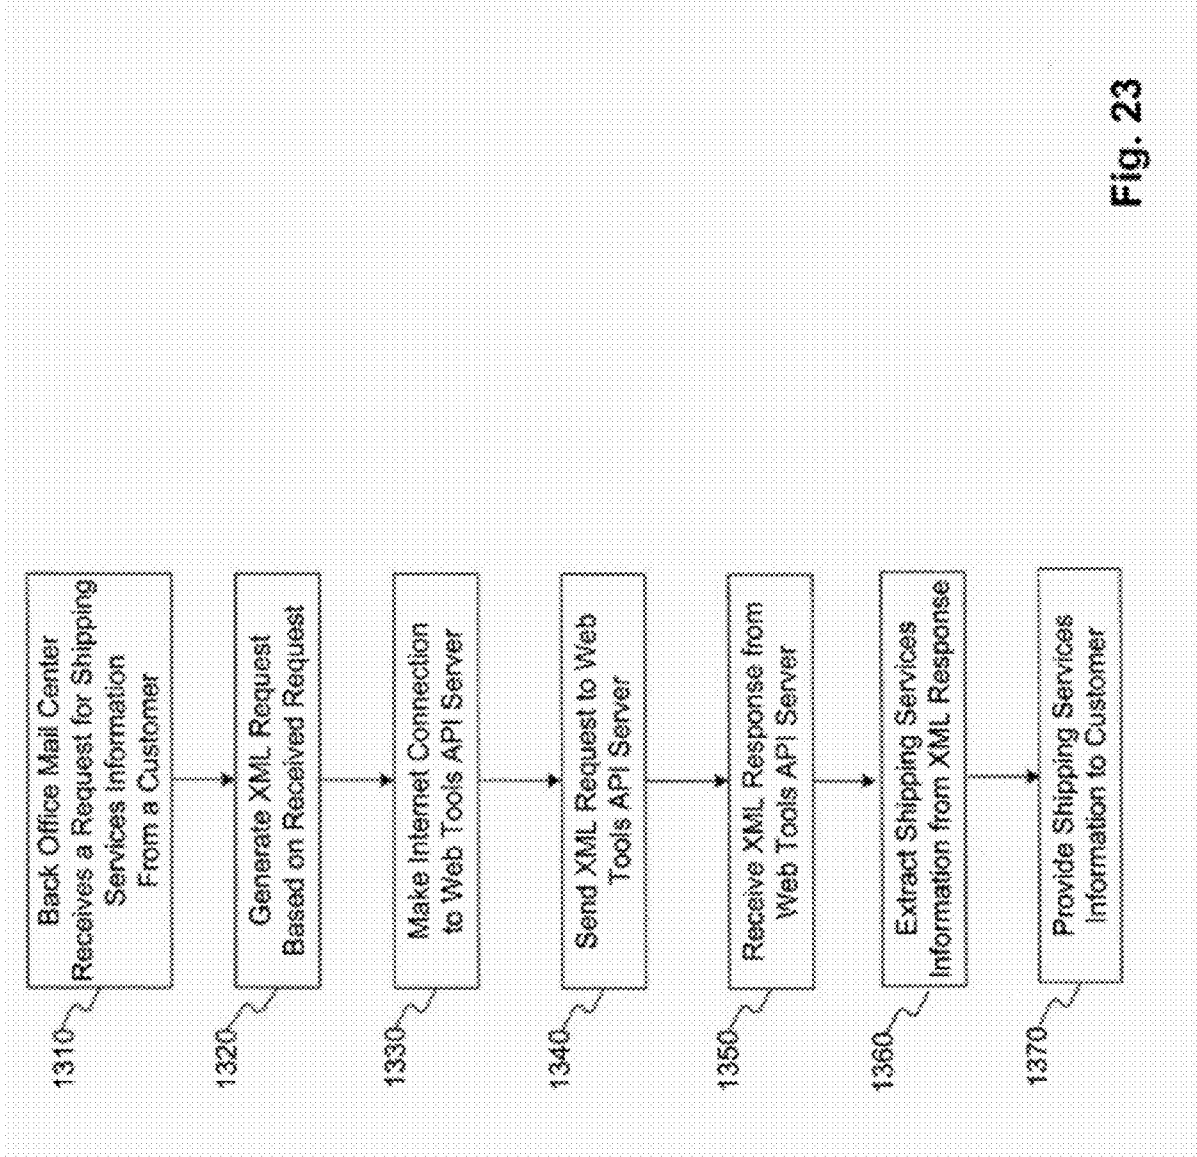 1310
Back Office Mail Center
Receives a Request for Shipping
Services Information
From a Customer
1320
Generate XML Request
Based on Received Request
1330
Make Internet Connection
to Web Tools API Server
1340
Send XML Request to Web
Tools API Server
1350
Receive XML Response from
Web Tools API Server
1360
Extract Shipping Services
Information from XML Response
1370
Provide Shipping Services
Information to Customer
Fig. 23